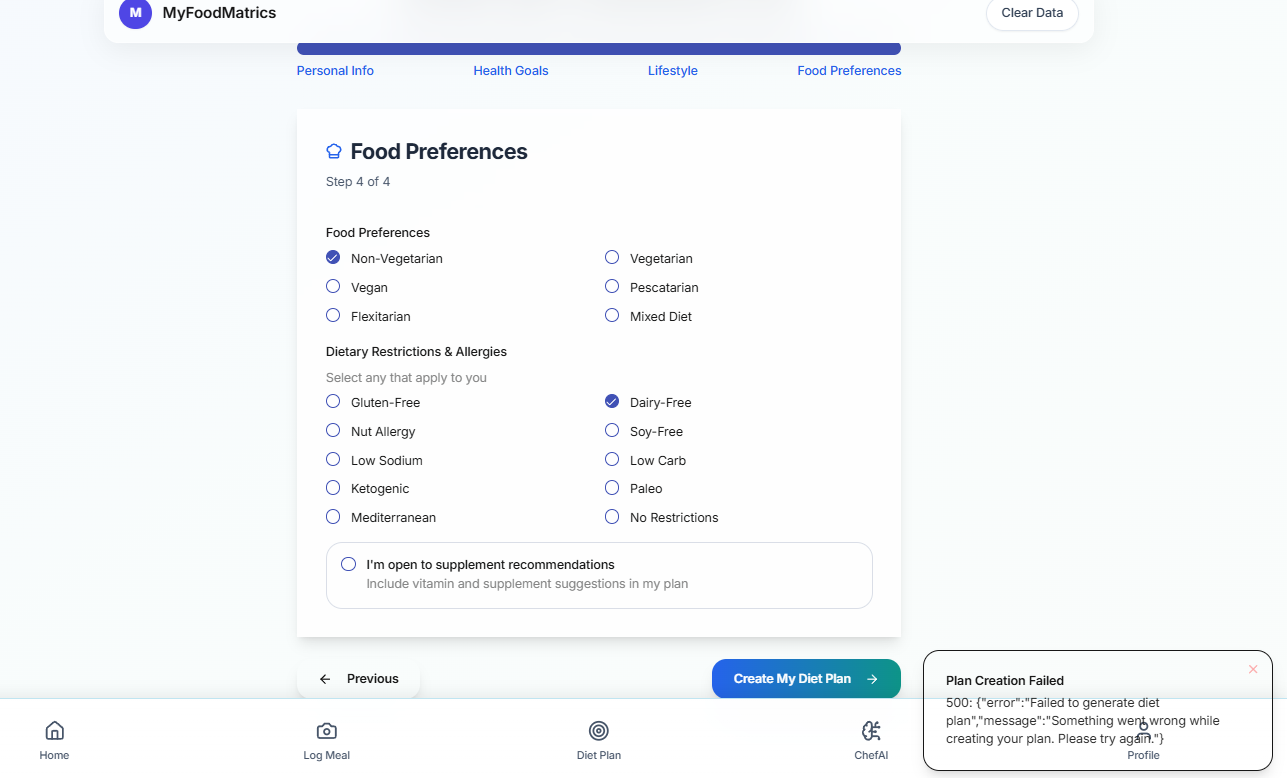 M MyFoodMatrics Clear Data
Personal Info Health Goals Lifestyle Food Preferences
Food Preferences
Step 4 of 4
Food Preferences
Non-Vegetarian Vegetarian
Vegan Pescatarian
Flexitarian Mixed Diet
Dietary Restrictions & Allergies
Select any that apply to you
Gluten-Free Dairy-Free
Nut Allergy Soy-Free
Low Sodium Low Carb
Ketogenic Paleo
Mediterranean No Restrictions
I'm open to supplement recommendations
Include vitamin and supplement suggestions in my plan
Previous Create My Diet Plan
Plan Creation Failed
500: {"error":"Failed to generate diet
plan","message":"Something went wrong while
creating your plan. Please try again."}
Home Log Meal Diet Plan ChefAI Profile